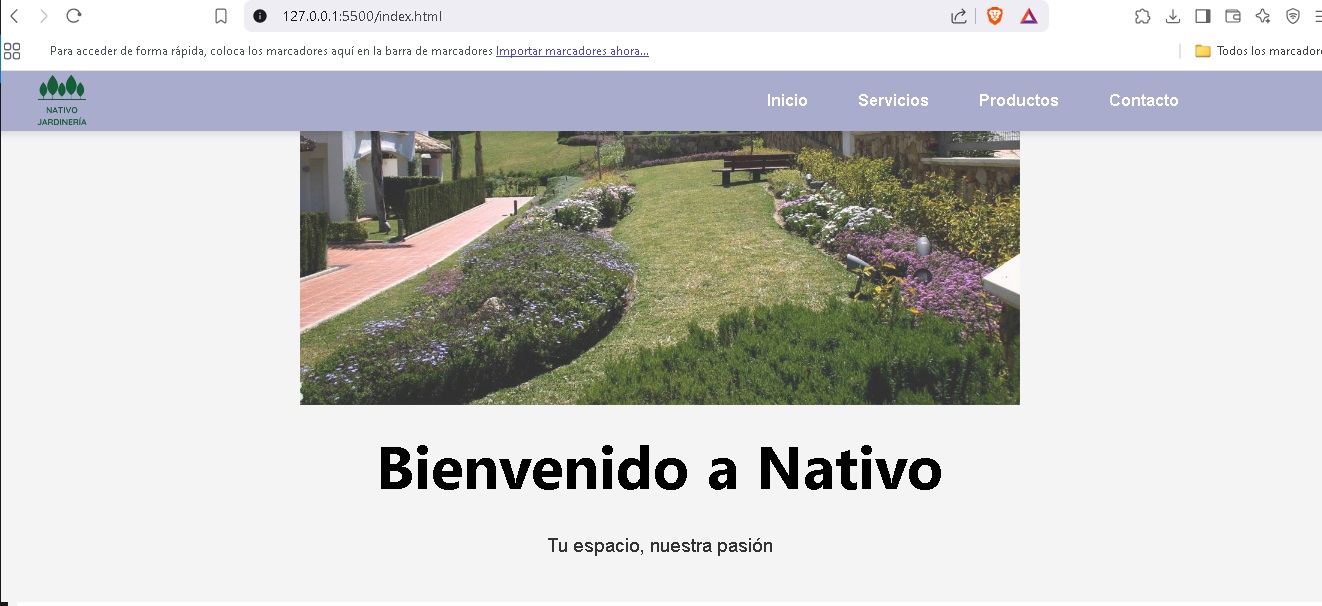 127.0.0.1:5500/index.html
Para acceder de forma rápida, coloca los marcadores aquí en la barra de marcadores Importar marcadores ahora...
Todos los marcador
NATIVO
JARDINERÍA
Inicio Servicios Productos Contacto
Bienvenido a Nativo
Tu espacio, nuestra pasión